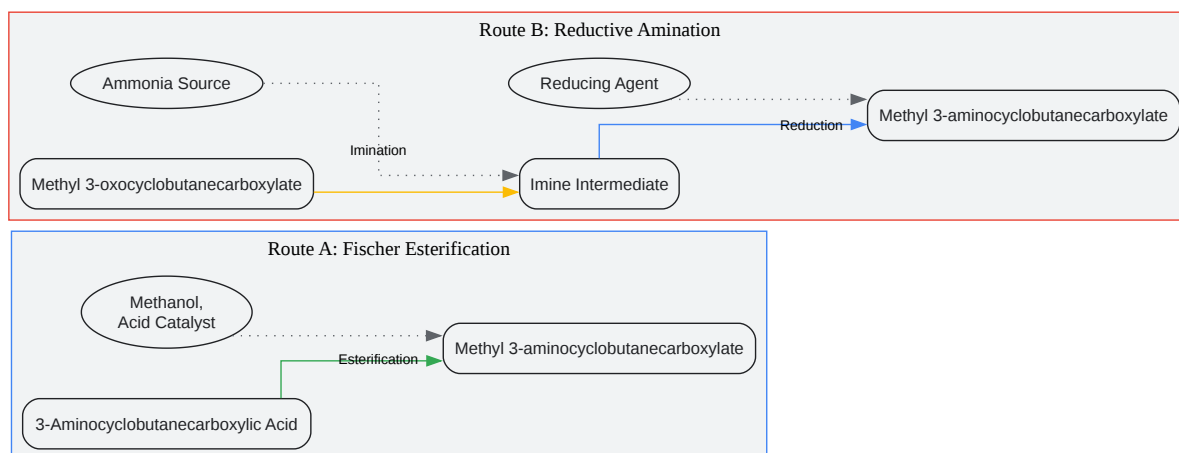 Route B: Reductive Amination
Ammonia Source
Reducing Agent
Methyl 3-aminocyclobutanecarboxylate
Reduction
Imination
Methyl 3-oxocyclobutanecarboxylate
Imine Intermediate
Route A: Fischer Esterification
Methanol,
Acid Catalyst
Methyl 3-aminocyclobutanecarboxylate
Esterification
3-Aminocyclobutanecarboxylic Acid